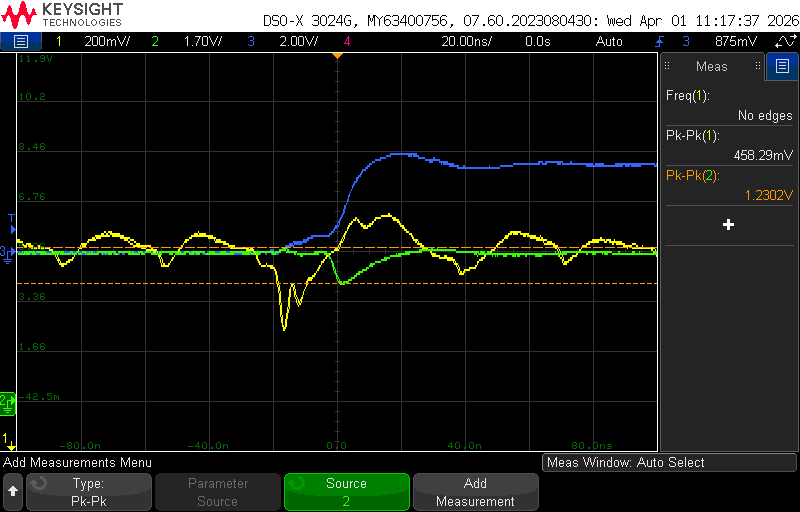 KEYSIGHT
TECHNOLOGIES
DSO-X 3024G, MY63400756, 07.60.2023080430: Wed Apr 01 11:17:37 2026
1 200mV/ 2 1.70V/ 3 2.00V/ 4 20.00ns/ 0.0s Auto 3 875mV
11.9V
10.2
8.46
6.76
3.36
1.66
-42.5m
-80.0n -40.0n 0.0 40.0n 80.0ns
T
3
2
1
Meas
Freq(1):
No edges
Pk-Pk(1):
458.29mV
Pk-Pk(2):
1.2302V
Add Measurements Menu
Meas Window: Auto Select
Type:
Pk-Pk
Parameter
Source
Source
2
Add
Measurement